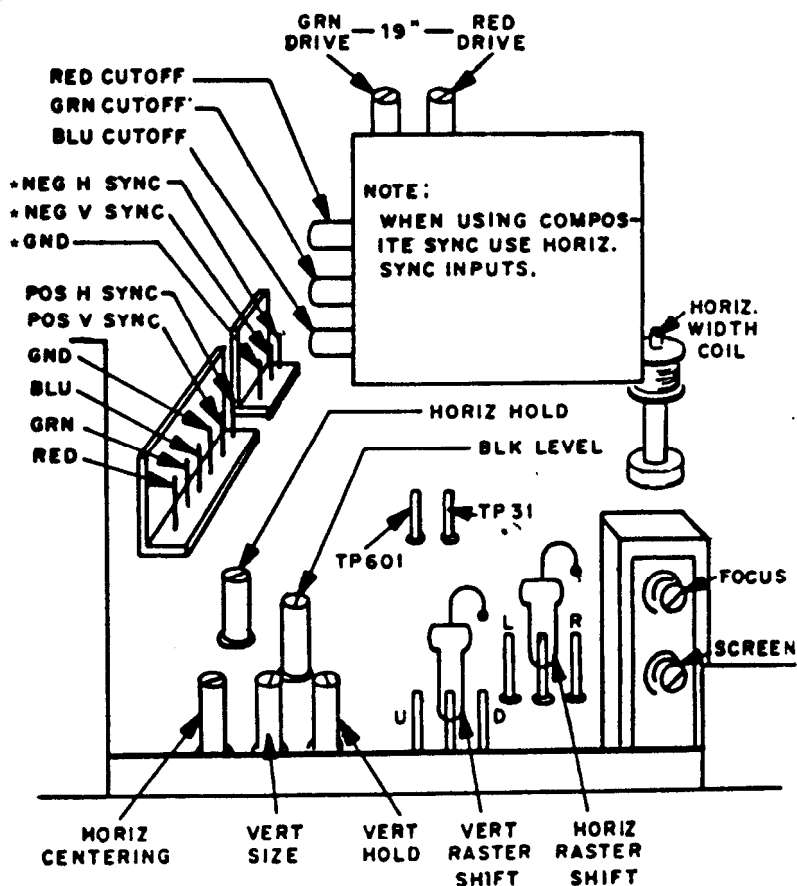 GRN
DRIVE
19"
RED
DRIVE
RED CUTOFF
GRN CUTOFF
BLU CUTOFF
*NEG H SYNC
*NEG V SYNC
*GND
NOTE:
WHEN USING COMPOS-
ITE SYNC USE HORIZ.
SYNC INPUTS.
POS H SYNC
POS V SYNC
GND
BLU
GRN
RED
HORIZ.
WIDTH
COIL
HORIZ HOLD
BLK LEVEL
TP601
TP31
FOCUS
SCREEN
L
R
U
D
HORIZ
CENTERING
VERT
SIZE
VERT
HOLD
VERT
RASTER
SHIFT
HORIZ
RASTER
SHIFT